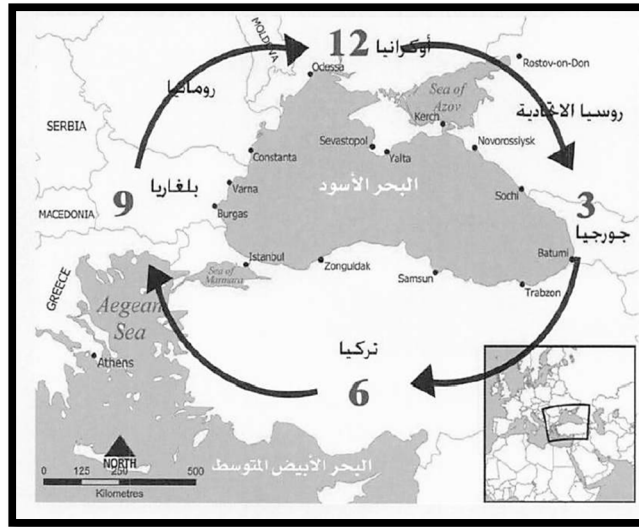 MOLDOVA
12
أوكرانيا
Odessa
Rostov-on-Don
رومانيا
Sea of
Azov
روسيا الاتحادية
SERBIA
Kerch
Sevastopol
Yalta
Novorossiysk
Constanta
بلغاريا
Varna
البحر الأسود
Sochi
3
MACEDONIA
9
Burgas
جورجيا
Istanbul
Zonguldak
Batumi
GREECE
Sea of
Marmara
Samsun
Trabzon
Aegean
Sea
تركيا
Athens
6
NORTH
البحر الأبيض المتوسط
0 125 250 500
Kilometres